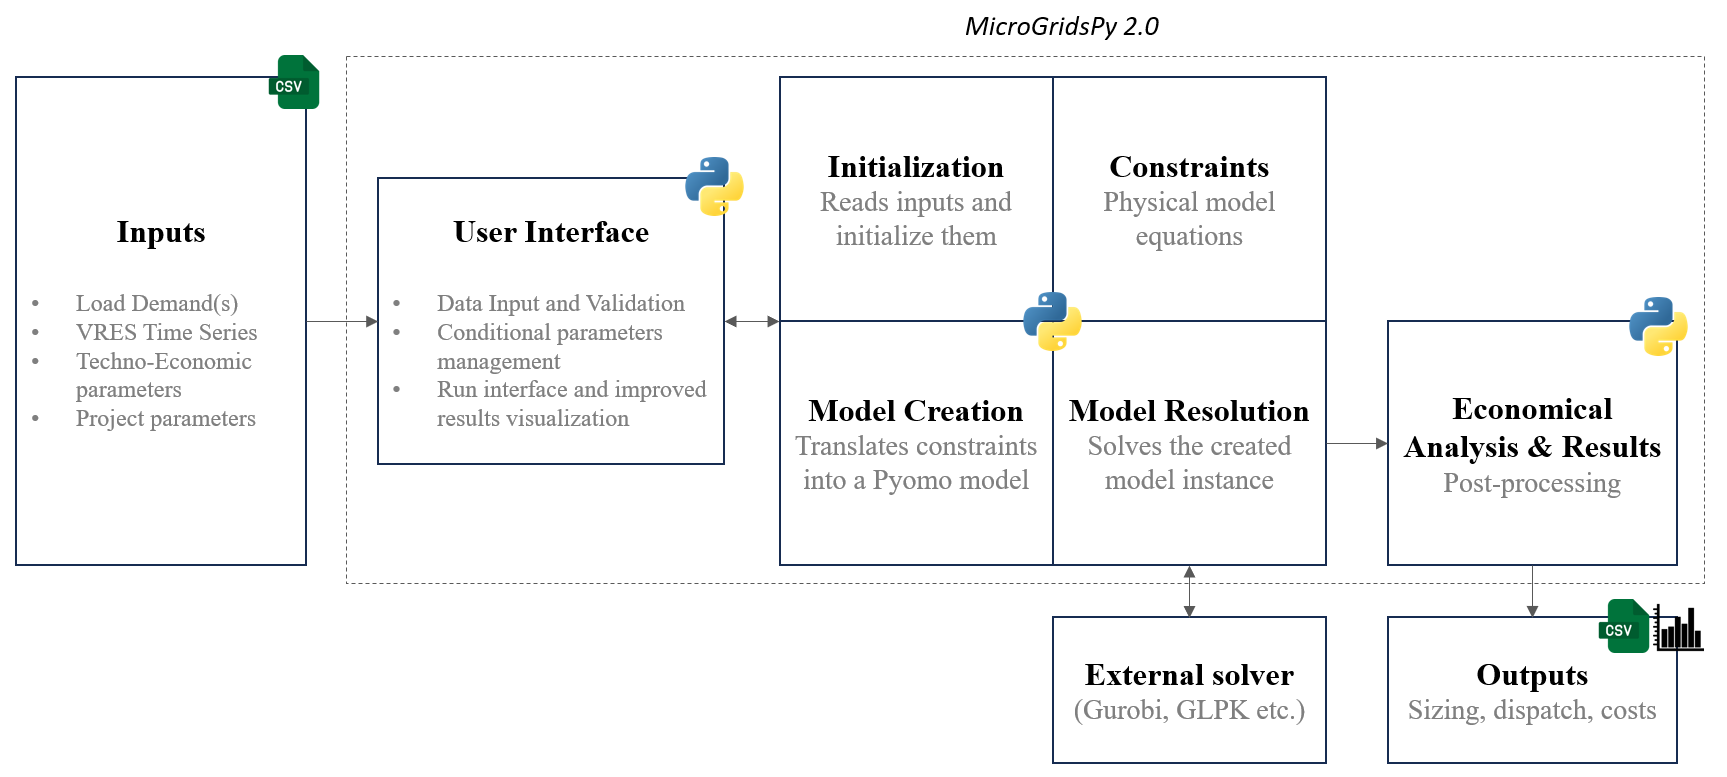 MicroGridsPy 2.0
CSV
Inputs
• Load Demand(s)
• VRES Time Series
• Techno-Economic
parameters
• Project parameters
User Interface
• Data Input and Validation
• Conditional parameters
management
• Run interface and improved
results visualization
Initialization
Reads inputs and
initialize them
Constraints
Physical model
equations
Model Creation
Translates constraints
into a Pyomo model
Model Resolution
Solves the created
model instance
Economical
Analysis & Results
Post-processing
External solver
(Gurobi, GLPK etc.)
CSV
Outputs
Sizing, dispatch, costs